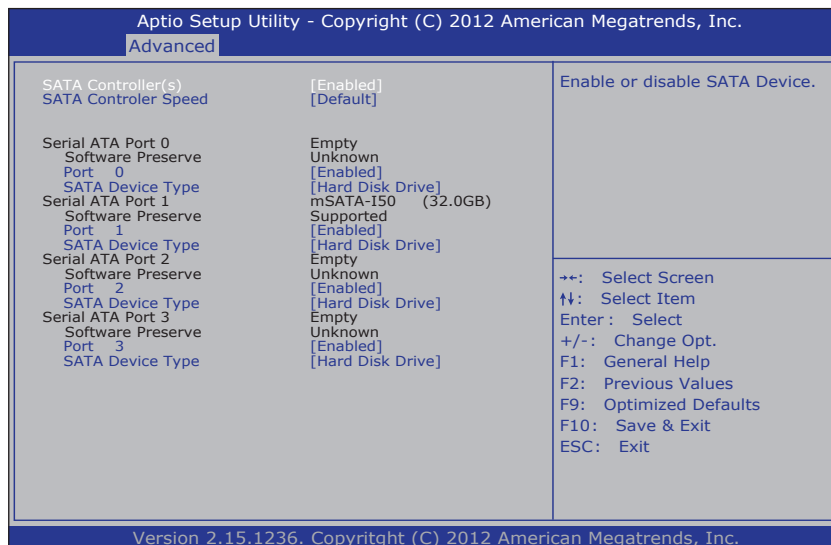 Aptio Setup Utility - Copyright (C) 2012 American Megatrends, Inc.
Advanced
SATA Controller(s) [Enabled]
SATA Controler Speed [Default]
Serial ATA Port 0 Empty
Software Preserve Unknown
Port 0 [Enabled]
SATA Device Type [Hard Disk Drive]
Serial ATA Port 1 mSATA-I50 (32.0GB)
Software Preserve Supported
Port 1 [Enabled]
SATA Device Type [Hard Disk Drive]
Serial ATA Port 2 Empty
Software Preserve Unknown
Port 2 [Enabled]
SATA Device Type [Hard Disk Drive]
Serial ATA Port 3 Empty
Software Preserve Unknown
Port 3 [Enabled]
SATA Device Type [Hard Disk Drive]
Enable or disable SATA Device.
→←: Select Screen
↑↓: Select Item
Enter : Select
+/-: Change Opt.
F1: General Help
F2: Previous Values
F9: Optimized Defaults
F10: Save & Exit
ESC: Exit
Version 2.15.1236. Copyritght (C) 2012 American Megatrends, Inc.